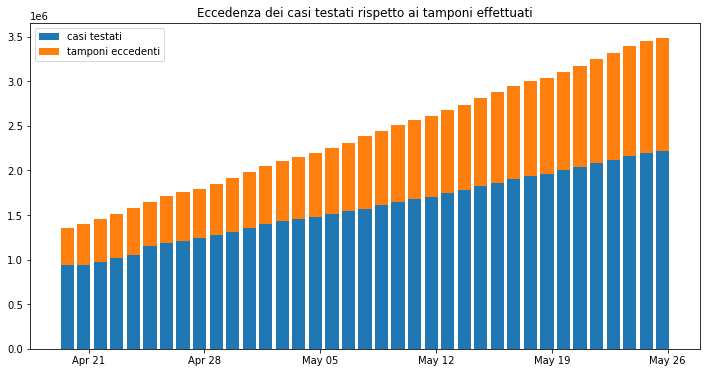 Eccedenza dei casi testati rispetto ai tamponi effettuati
1e6
casi testati
tamponi eccedenti
3.5
3.0
2.5
2.0
1.5
1.0
0.5
0.0
Apr 21 Apr 28 May 05 May 12 May 19 May 26